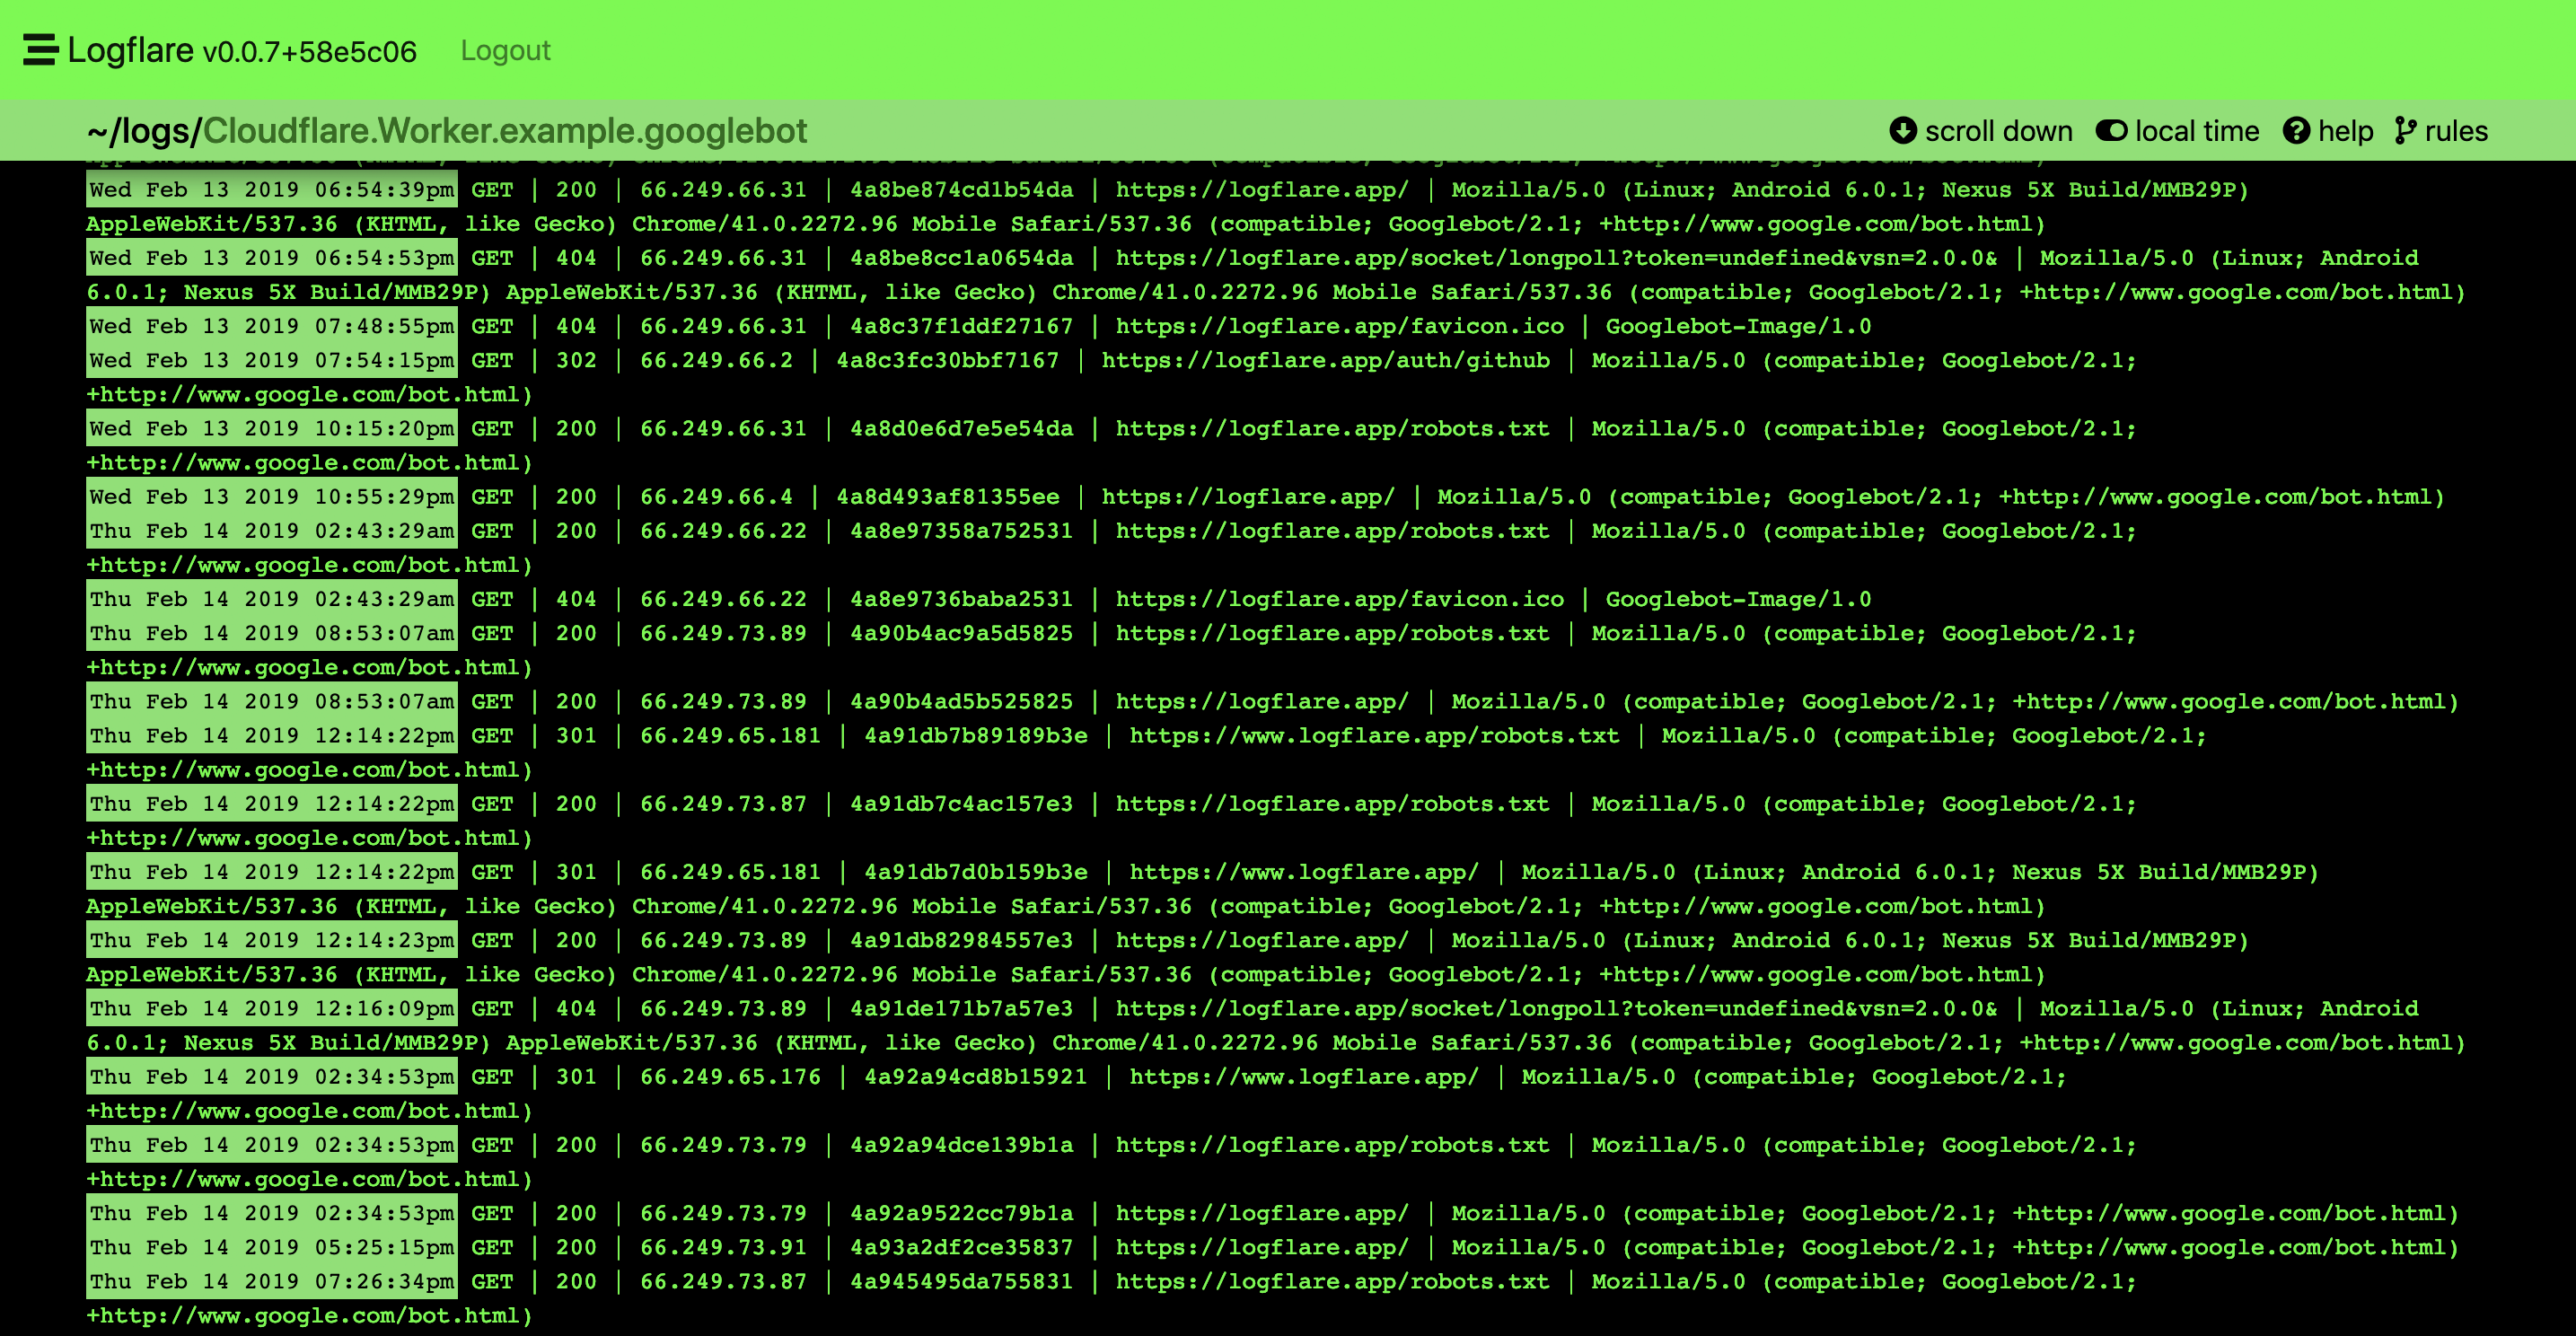 Logflare v0.0.7+58e5c06 Logout
~/logs/Cloudflare.Worker.example.googlebot scroll down local time help rules
Wed Feb 13 2019 06:54:39pm GET | 200 | 66.249.66.31 | 4a8be874cd1b54da | https://logflare.app/ | Mozilla/5.0 (Linux; Android 6.0.1; Nexus 5X Build/MMB29P)
AppleWebKit/537.36 (KHTML, like Gecko) Chrome/41.0.2272.96 Mobile Safari/537.36 (compatible; Googlebot/2.1; +http://www.google.com/bot.html)
Wed Feb 13 2019 06:54:53pm GET | 404 | 66.249.66.31 | 4a8be8cc1a0654da | https://logflare.app/socket/longpoll?token=undefined&vsn=2.0.0& | Mozilla/5.0 (Linux; Android
6.0.1; Nexus 5X Build/MMB29P) AppleWebKit/537.36 (KHTML, like Gecko) Chrome/41.0.2272.96 Mobile Safari/537.36 (compatible; Googlebot/2.1; +http://www.google.com/bot.html)
Wed Feb 13 2019 07:48:55pm GET | 404 | 66.249.66.31 | 4a8c37f1ddf27167 | https://logflare.app/favicon.ico | Googlebot-Image/1.0
Wed Feb 13 2019 07:54:15pm GET | 302 | 66.249.66.2 | 4a8c3fc30bbf7167 | https://logflare.app/auth/github | Mozilla/5.0 (compatible; Googlebot/2.1;
+http://www.google.com/bot.html)
Wed Feb 13 2019 10:15:20pm GET | 200 | 66.249.66.31 | 4a8d0e6d7e5e54da | https://logflare.app/robots.txt | Mozilla/5.0 (compatible; Googlebot/2.1;
+http://www.google.com/bot.html)
Wed Feb 13 2019 10:55:29pm GET | 200 | 66.249.66.4 | 4a8d493af81355ee | https://logflare.app/ | Mozilla/5.0 (compatible; Googlebot/2.1; +http://www.google.com/bot.html)
Thu Feb 14 2019 02:43:29am GET | 200 | 66.249.66.22 | 4a8e97358a752531 | https://logflare.app/robots.txt | Mozilla/5.0 (compatible; Googlebot/2.1;
+http://www.google.com/bot.html)
Thu Feb 14 2019 02:43:29am GET | 404 | 66.249.66.22 | 4a8e9736baba2531 | https://logflare.app/favicon.ico | Googlebot-Image/1.0
Thu Feb 14 2019 08:53:07am GET | 200 | 66.249.73.89 | 4a90b4ac9a5d5825 | https://logflare.app/robots.txt | Mozilla/5.0 (compatible; Googlebot/2.1;
+http://www.google.com/bot.html)
Thu Feb 14 2019 08:53:07am GET | 200 | 66.249.73.89 | 4a90b4ad5b525825 | https://logflare.app/ | Mozilla/5.0 (compatible; Googlebot/2.1; +http://www.google.com/bot.html)
Thu Feb 14 2019 12:14:22pm GET | 301 | 66.249.65.181 | 4a91db7b89189b3e | https://www.logflare.app/robots.txt | Mozilla/5.0 (compatible; Googlebot/2.1;
+http://www.google.com/bot.html)
Thu Feb 14 2019 12:14:22pm GET | 200 | 66.249.73.87 | 4a91db7c4ac157e3 | https://logflare.app/robots.txt | Mozilla/5.0 (compatible; Googlebot/2.1;
+http://www.google.com/bot.html)
Thu Feb 14 2019 12:14:22pm GET | 301 | 66.249.65.181 | 4a91db7d0b159b3e | https://www.logflare.app/ | Mozilla/5.0 (Linux; Android 6.0.1; Nexus 5X Build/MMB29P)
AppleWebKit/537.36 (KHTML, like Gecko) Chrome/41.0.2272.96 Mobile Safari/537.36 (compatible; Googlebot/2.1; +http://www.google.com/bot.html)
Thu Feb 14 2019 12:14:23pm GET | 200 | 66.249.73.89 | 4a91db82984557e3 | https://logflare.app/ | Mozilla/5.0 (Linux; Android 6.0.1; Nexus 5X Build/MMB29P)
AppleWebKit/537.36 (KHTML, like Gecko) Chrome/41.0.2272.96 Mobile Safari/537.36 (compatible; Googlebot/2.1; +http://www.google.com/bot.html)
Thu Feb 14 2019 12:16:09pm GET | 404 | 66.249.73.89 | 4a91de171b7a57e3 | https://logflare.app/socket/longpoll?token=undefined&vsn=2.0.0& | Mozilla/5.0 (Linux; Android
6.0.1; Nexus 5X Build/MMB29P) AppleWebKit/537.36 (KHTML, like Gecko) Chrome/41.0.2272.96 Mobile Safari/537.36 (compatible; Googlebot/2.1; +http://www.google.com/bot.html)
Thu Feb 14 2019 02:34:53pm GET | 301 | 66.249.65.176 | 4a92a94cd8b15921 | https://www.logflare.app/ | Mozilla/5.0 (compatible; Googlebot/2.1;
+http://www.google.com/bot.html)
Thu Feb 14 2019 02:34:53pm GET | 200 | 66.249.73.79 | 4a92a94dce139b1a | https://logflare.app/robots.txt | Mozilla/5.0 (compatible; Googlebot/2.1;
+http://www.google.com/bot.html)
Thu Feb 14 2019 02:34:53pm GET | 200 | 66.249.73.79 | 4a92a9522cc79b1a | https://logflare.app/ | Mozilla/5.0 (compatible; Googlebot/2.1; +http://www.google.com/bot.html)
Thu Feb 14 2019 05:25:15pm GET | 200 | 66.249.73.91 | 4a93a2df2ce35837 | https://logflare.app/ | Mozilla/5.0 (compatible; Googlebot/2.1; +http://www.google.com/bot.html)
Thu Feb 14 2019 07:26:34pm GET | 200 | 66.249.73.87 | 4a945495da755831 | https://logflare.app/robots.txt | Mozilla/5.0 (compatible; Googlebot/2.1;
+http://www.google.com/bot.html)